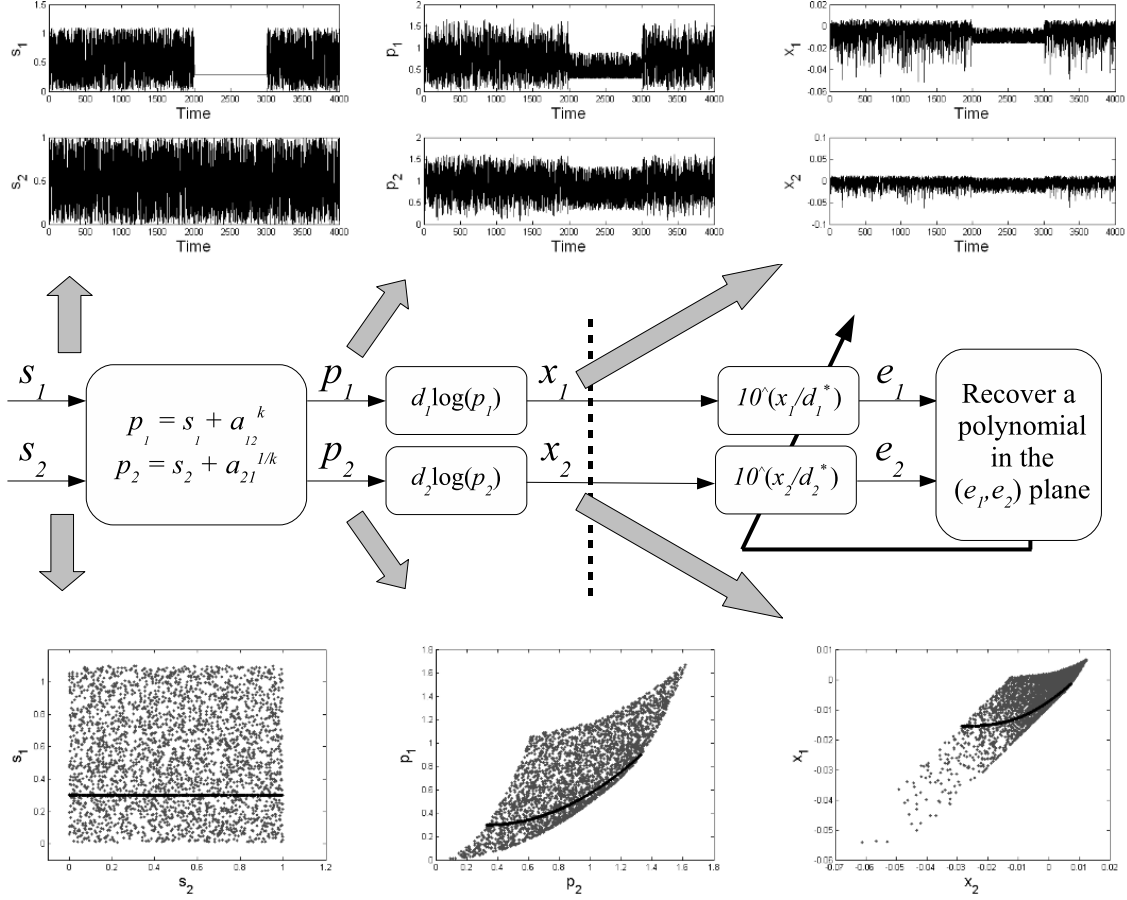 1.5
1
0.5
0
s1
0 500 1000 1500 2000 2500 3000 3500 4000
Time
2
1.5
1
0.5
0
p1
0 500 1000 1500 2000 2500 3000 3500 4000
Time
0.02
0
-0.02
-0.04
-0.06
x1
0 500 1000 1500 2000 2500 3000 3500 4000
Time
1
0.5
0
s2
0 500 1000 1500 2000 2500 3000 3500 4000
Time
2
1.5
1
0.5
0
p2
0 500 1000 1500 2000 2500 3000 3500 4000
Time
0.1
0.05
0
-0.05
-0.1
x2
0 500 1000 1500 2000 2500 3000 3500 4000
Time
s1
s2
p1 = s1 + a12^k
p2 = s2 + a21^1/k
p1
p2
d1log(p1)
d2log(p2)
x1
x2
10^(x1/d1*)
10^(x2/d2*)
e1
e2
Recover a
polynomial
in the
(e1,e2) plane
1
0.8
0.6
0.4
0.2
0
s1
0 0.2 0.4 0.6 0.8 1 1.2
s2
1.8
1.6
1.4
1.2
1
0.8
0.6
0.4
0.2
0
p1
0 0.2 0.4 0.6 0.8 1 1.2 1.4 1.6 1.8
p2
0.01
0
-0.01
-0.02
-0.03
-0.04
-0.05
-0.06
x1
-0.07 -0.06 -0.05 -0.04 -0.03 -0.02 -0.01 0 0.01 0.02
x2